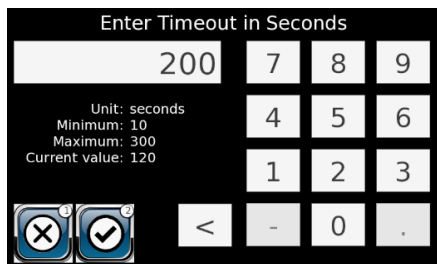 Enter Timeout in Seconds
200
7 8 9
Unit: seconds
Minimum: 10
Maximum: 300
Current value: 120
4 5 6
1 2 3
1 2
< - 0 .